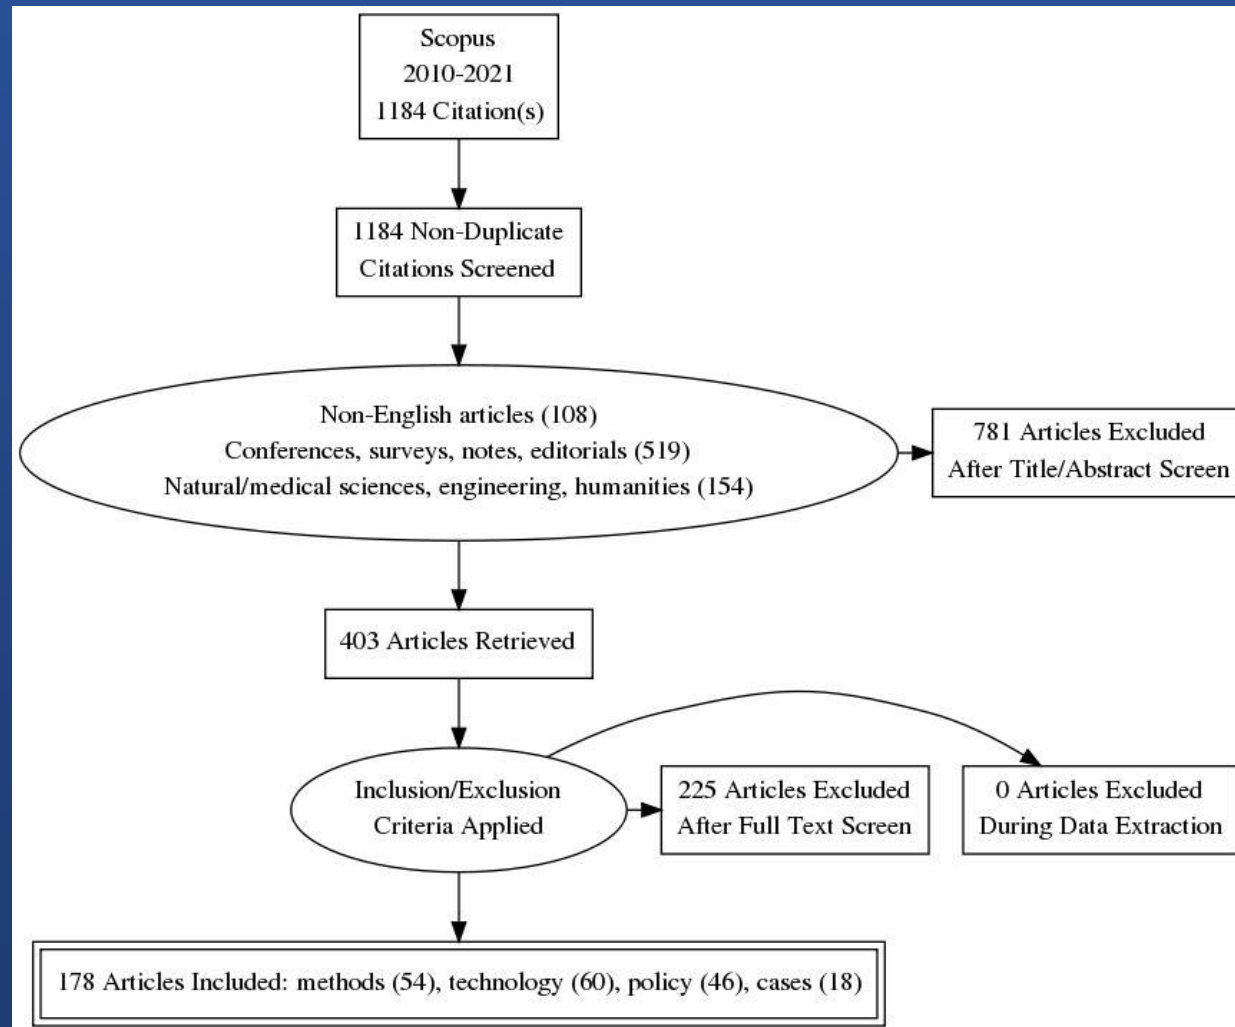 Scopus
2010-2021
1184 Citation(s)
1184 Non-Duplicate
Citations Screened
Non-English articles (108)
Conferences, surveys, notes, editorials (519)
Natural/medical sciences, engineering, humanities (154)
781 Articles Excluded
After Title/Abstract Screen
403 Articles Retrieved
Inclusion/Exclusion
Criteria Applied
225 Articles Excluded
After Full Text Screen
0 Articles Excluded
During Data Extraction
178 Articles Included: methods (54), technology (60), policy (46), cases (18)